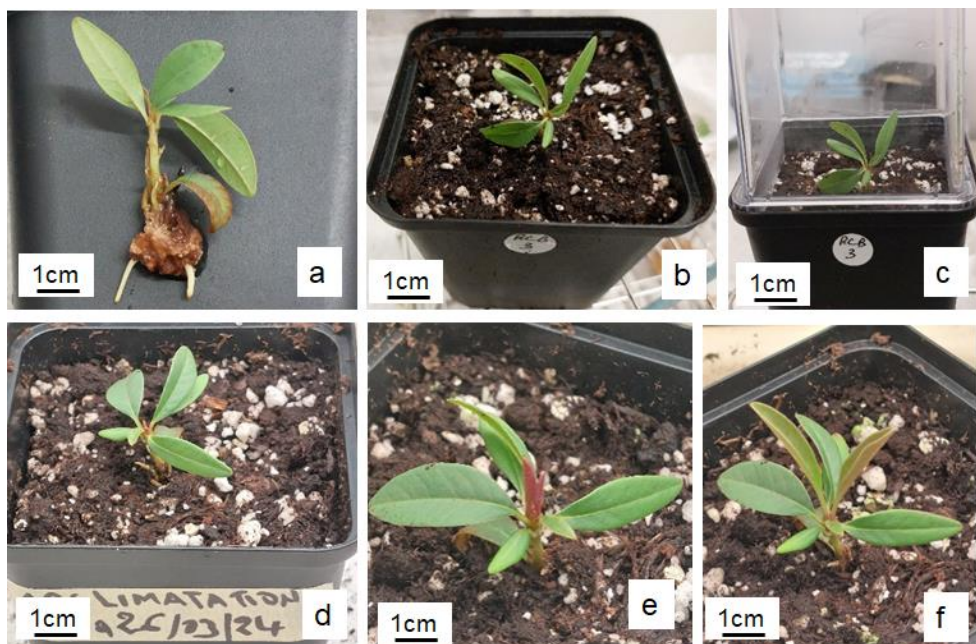 1cm
a
RCB
3
1cm
b
RCB
3
1cm
c
LIMATATION
26/03/24
1cm
d
1cm
e
1cm
f